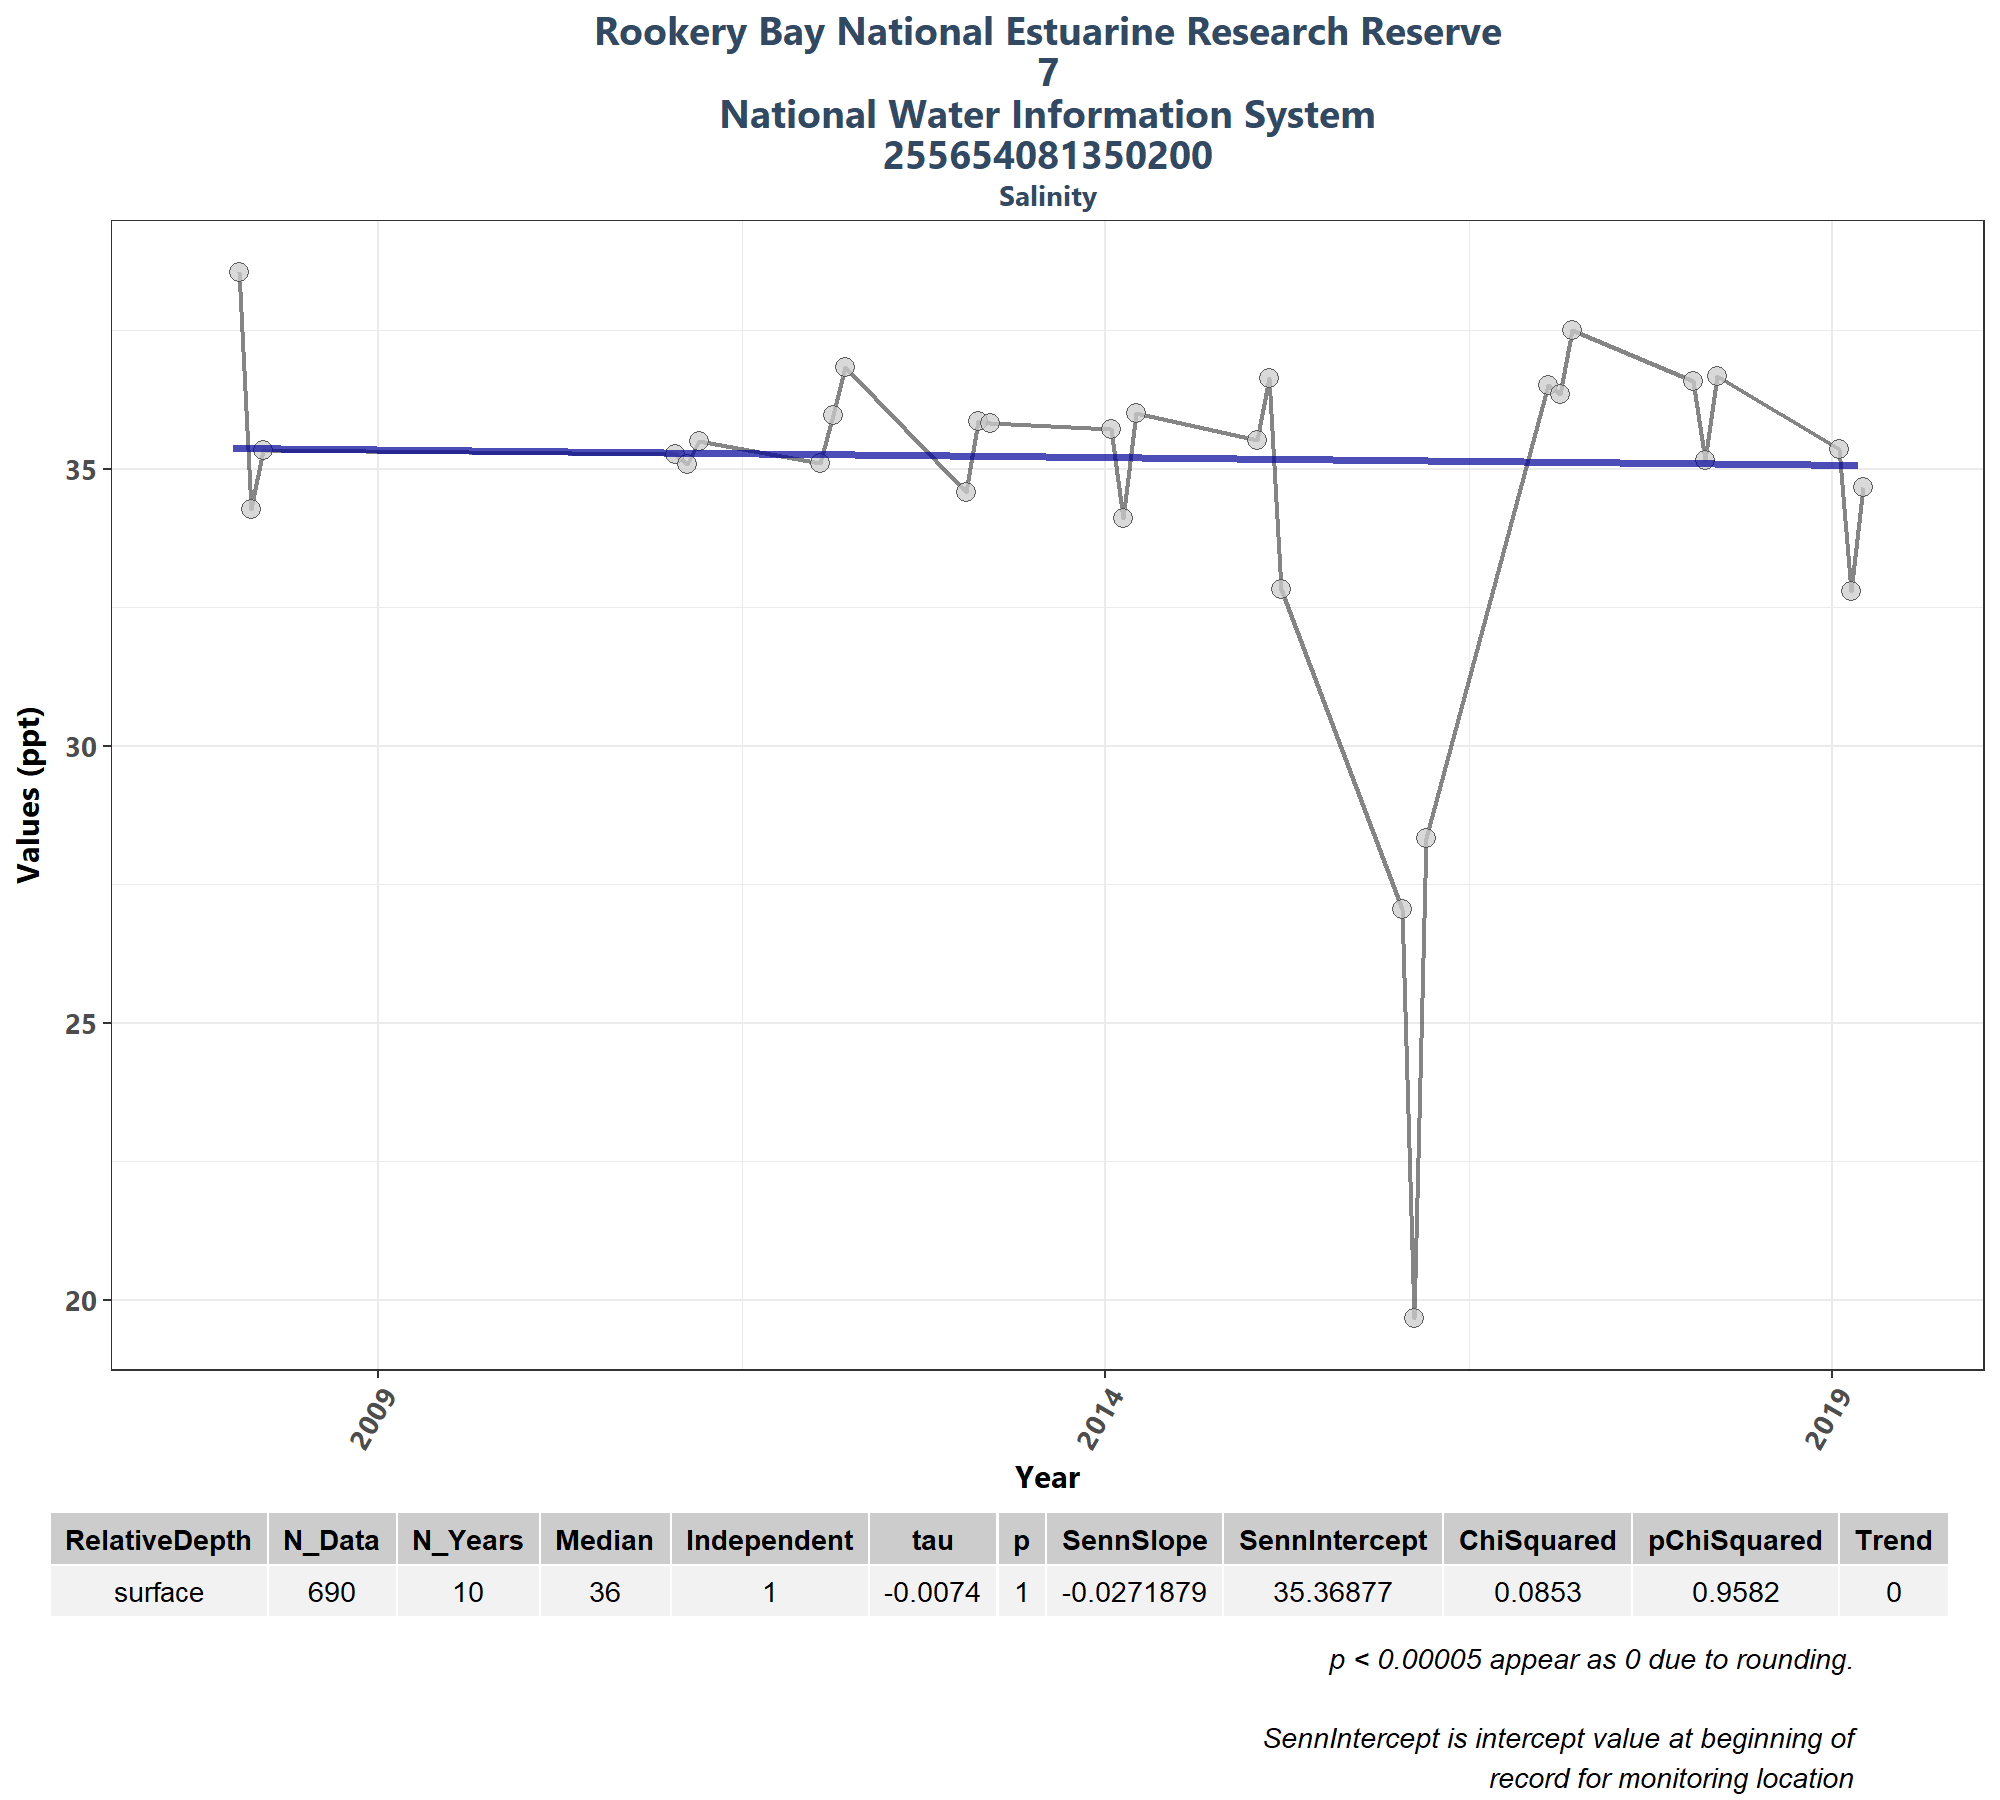 Rookery Bay National Estuarine Research Reserve
7
National Water Information System
255654081350200
Salinity
Values (ppt)
35
30
25
20
2009
2014
2019
Year
RelativeDepth N_Data N_Years Median Independent tau p SennSlope SennIntercept ChiSquared pChiSquared Trend
surface 690 10 36 1 -0.0074 1 -0.0271879 35.36877 0.0853 0.9582 0
p < 0.00005 appear as 0 due to rounding.
SennIntercept is intercept value at beginning of
record for monitoring location